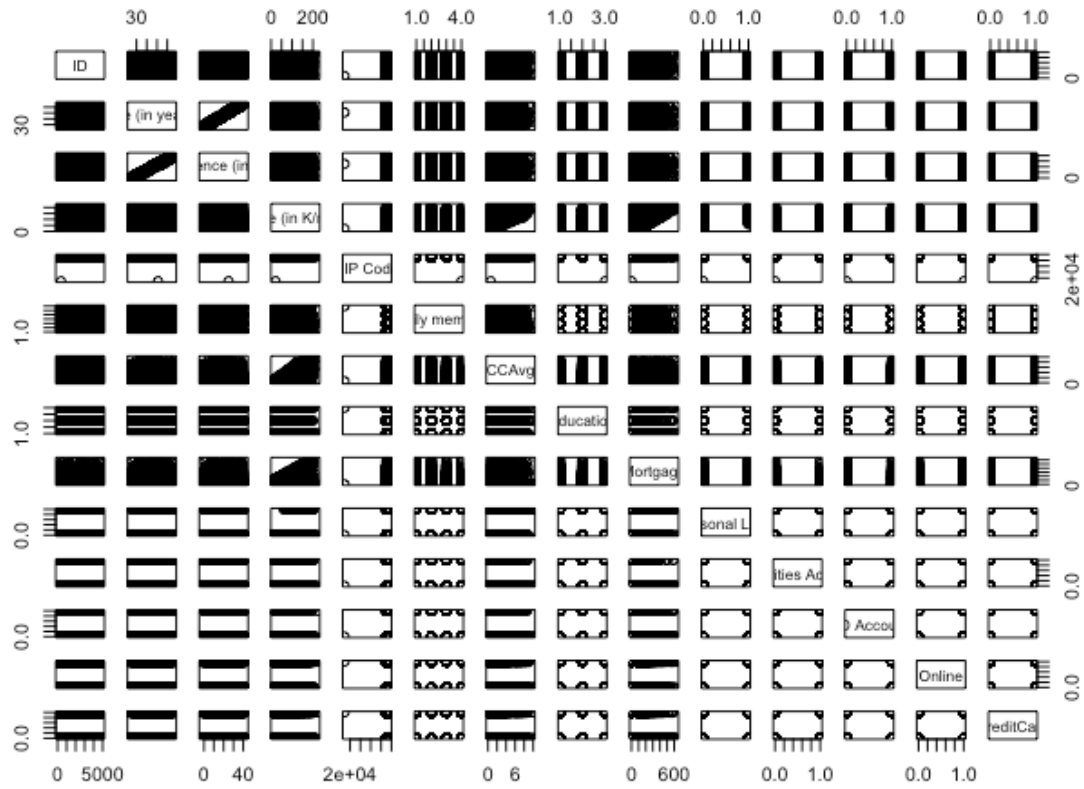 30 0 200 1.0 4.0 1.0 3.0 0.0 1.0 0.0 1.0 0.0 1.0
ID 0
30 e (in yea
ence (in 0
0 e (in K/
IP Cod 2e+04
1.0 ly mem
CCAvg 0
1.0 ducatio
Mortgag 0
0.0 sonal L
ities Ac 0.0
0.0 D Accou
Online 0.0
0.0 reditCa
0 5000 0 40 2e+04 0 6 0 600 0.0 1.0 0.0 1.0